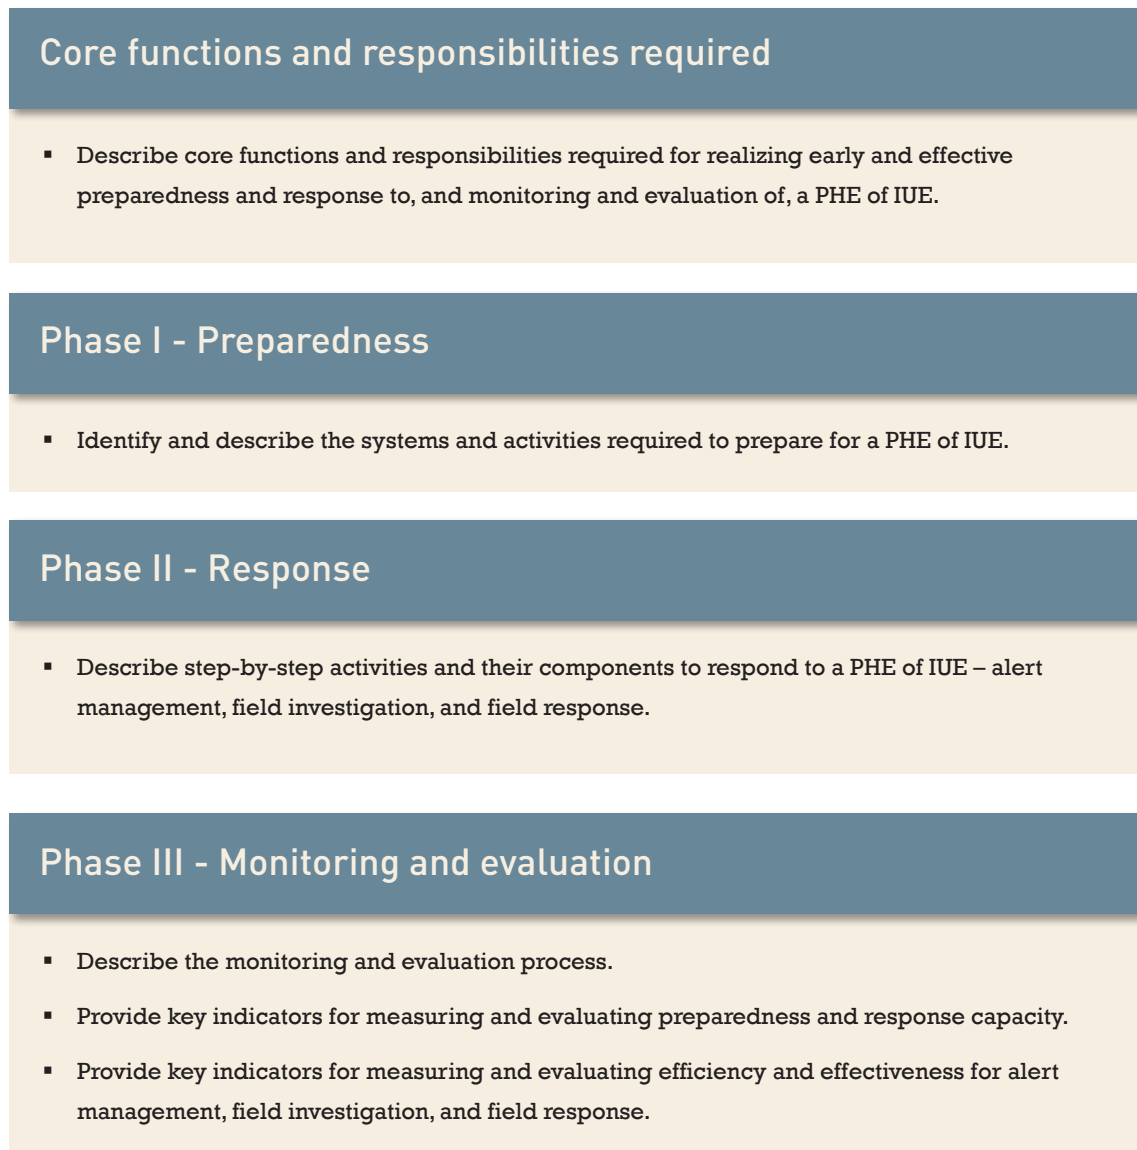 Core functions and responsibilities required
▪ Describe core functions and responsibilities required for realizing early and effective
preparedness and response to, and monitoring and evaluation of, a PHE of IUE.
Phase I - Preparedness
▪ Identify and describe the systems and activities required to prepare for a PHE of IUE.
Phase II - Response
▪ Describe step-by-step activities and their components to respond to a PHE of IUE – alert
management, field investigation, and field response.
Phase III - Monitoring and evaluation
▪ Describe the monitoring and evaluation process.
▪ Provide key indicators for measuring and evaluating preparedness and response capacity.
▪ Provide key indicators for measuring and evaluating efficiency and effectiveness for alert
management, field investigation, and field response.